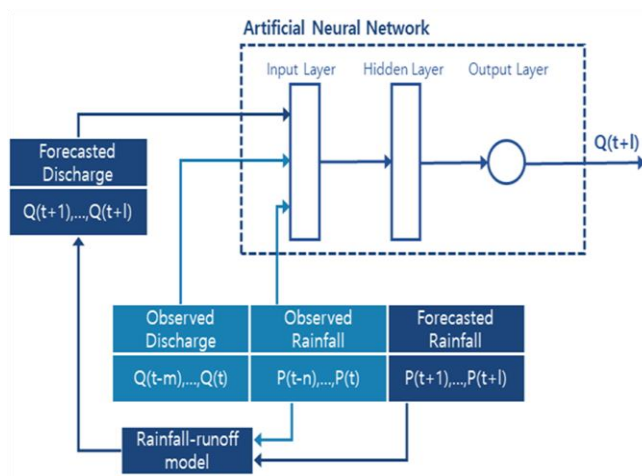 Artificial Neural Network
Input Layer
Hidden Layer
Output Layer
Q(t+l)
Forecasted
Discharge
Q(t+1),...,Q(t+l)
Observed
Discharge
Observed
Rainfall
Forecasted
Rainfall
Q(t-m),...,Q(t)
P(t-n),...,P(t)
P(t+1),...,P(t+l)
Rainfall-runoff
model